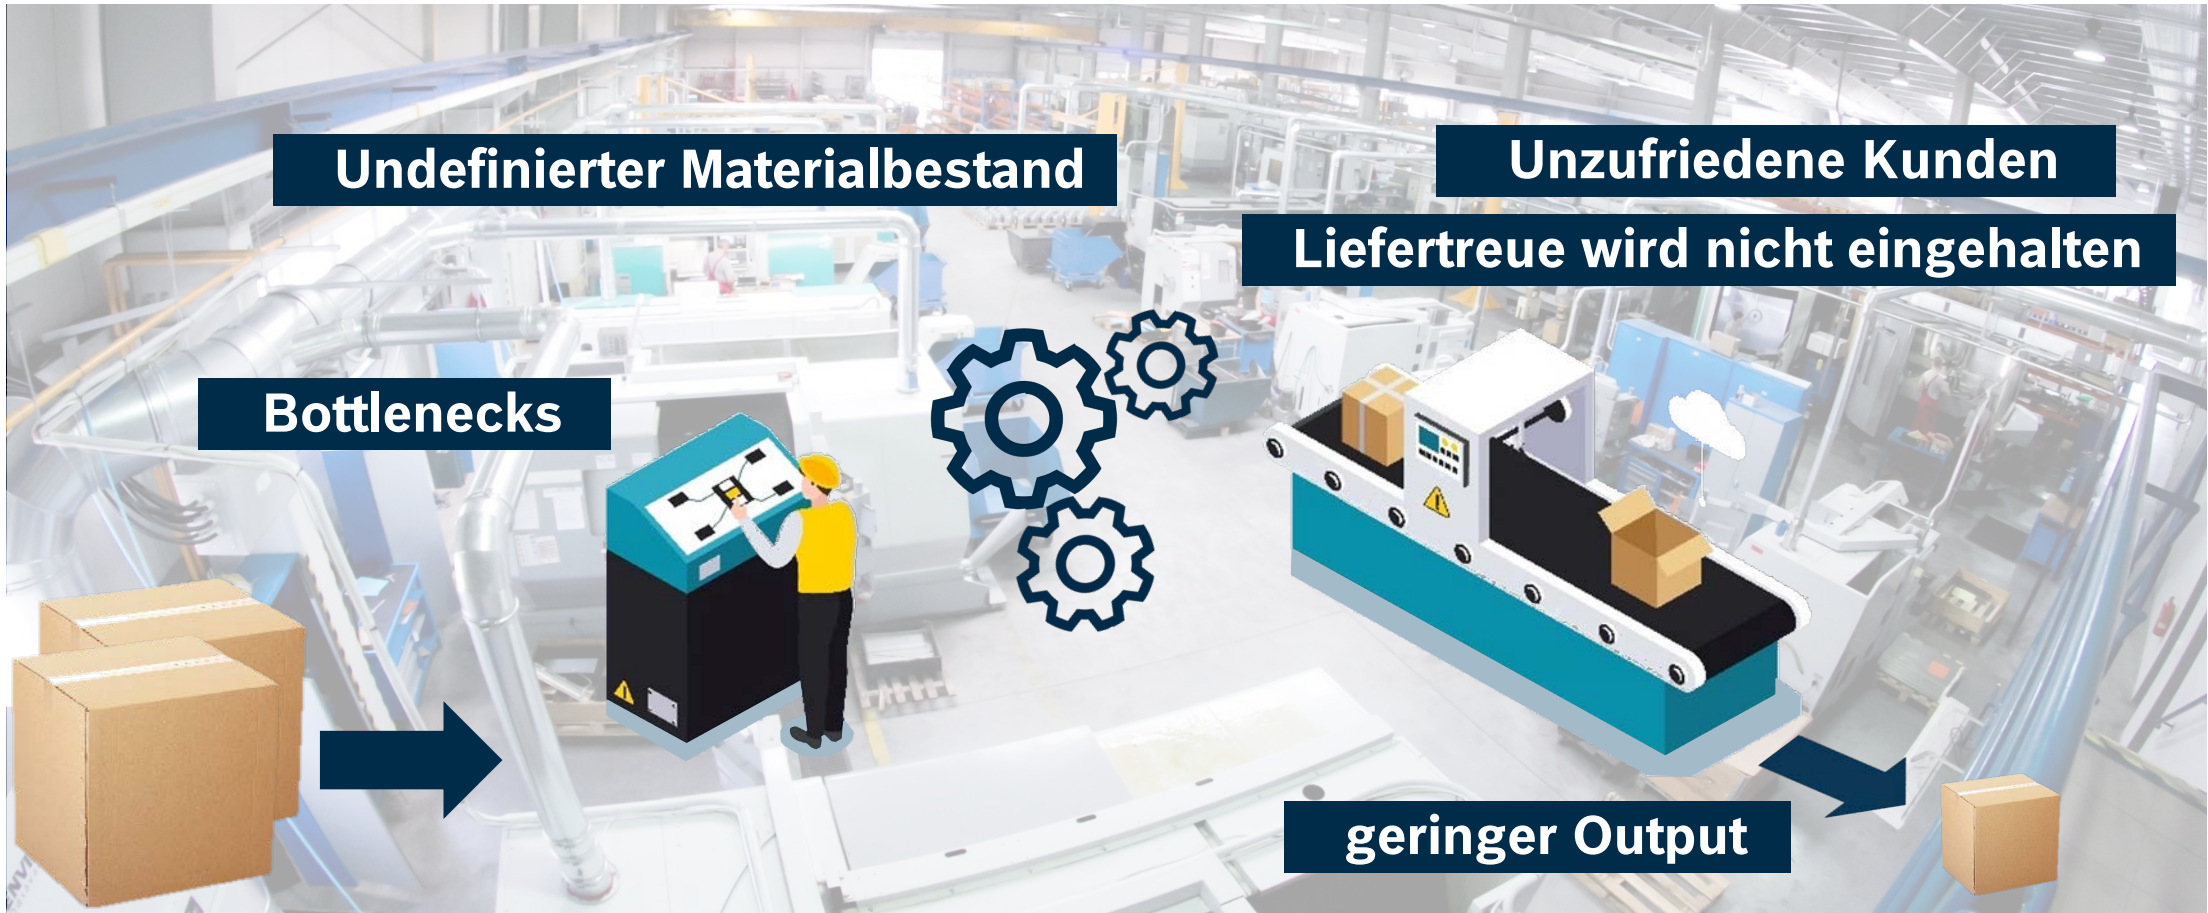 Undefinierter Materialbestand
Unzufriedene Kunden
Liefertreue wird nicht eingehalten
Bottlenecks
geringer Output